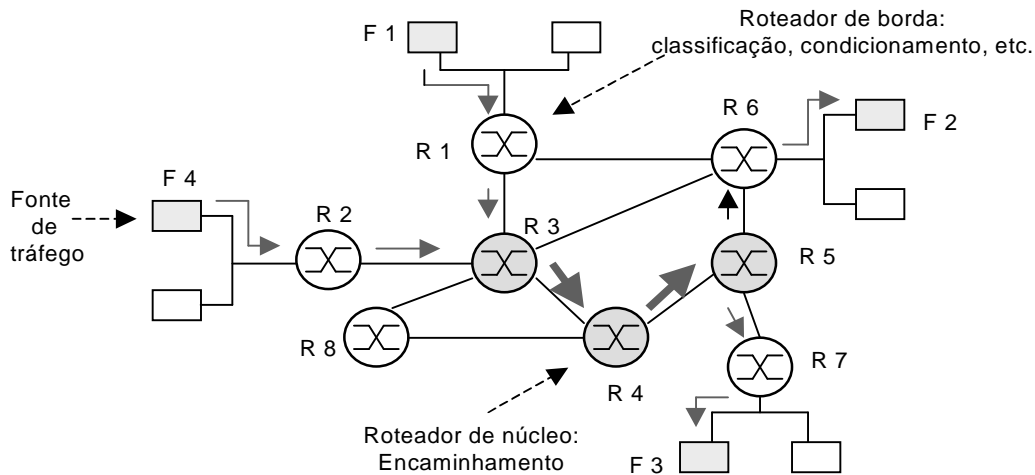 F 1
Roteador de borda:
classificação, condicionamento, etc.
R 6
F 2
R 1
F 4
Fonte
de
tráfego
R 2
R 3
R 5
R 8
R 7
R 4
Roteador de núcleo:
Encaminhamento
F 3